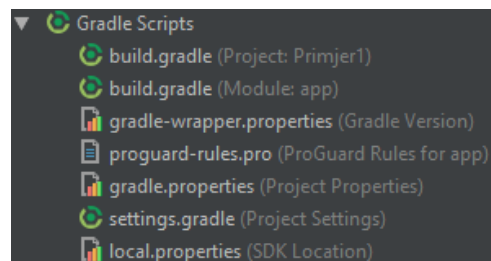 Gradle Scripts
build.gradle (Project: Primjer1)
build.gradle (Module: app)
gradle-wrapper.properties (Gradle Version)
proguard-rules.pro (ProGuard Rules for app)
gradle.properties (Project Properties)
settings.gradle (Project Settings)
local.properties (SDK Location)